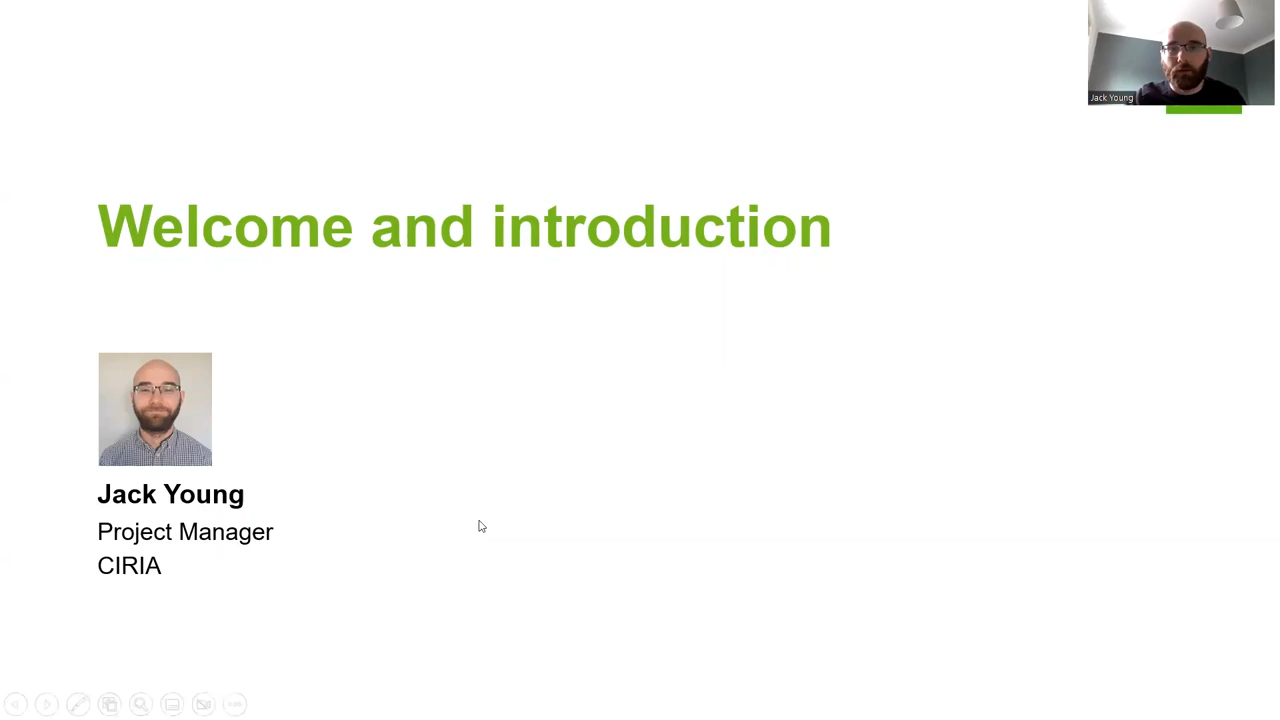 Jack Young
Welcome and introduction
Jack Young
Project Manager
CIRIA